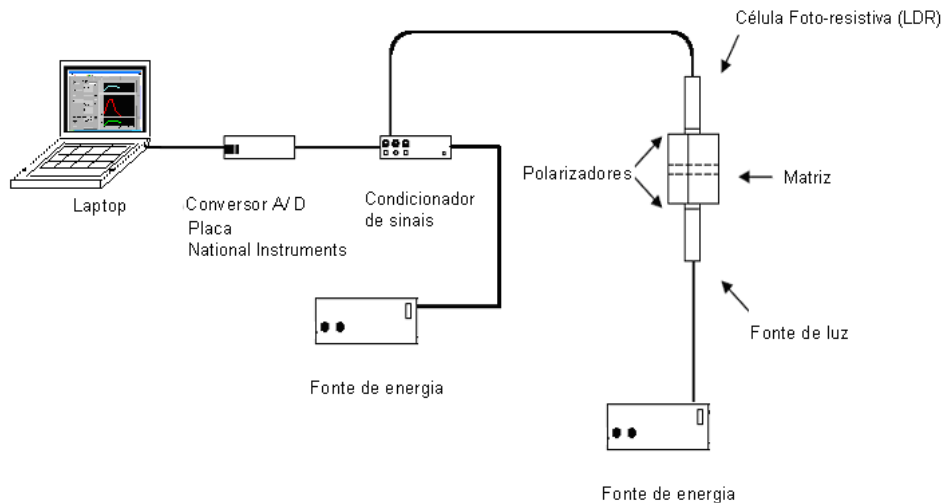 Célula Foto-resistiva (LDR)
Polarizadores
Matriz
Laptop
Conversor A/D
Placa
National Instruments
Condicionador
de sinais
Fonte de luz
Fonte de energia
Fonte de energia